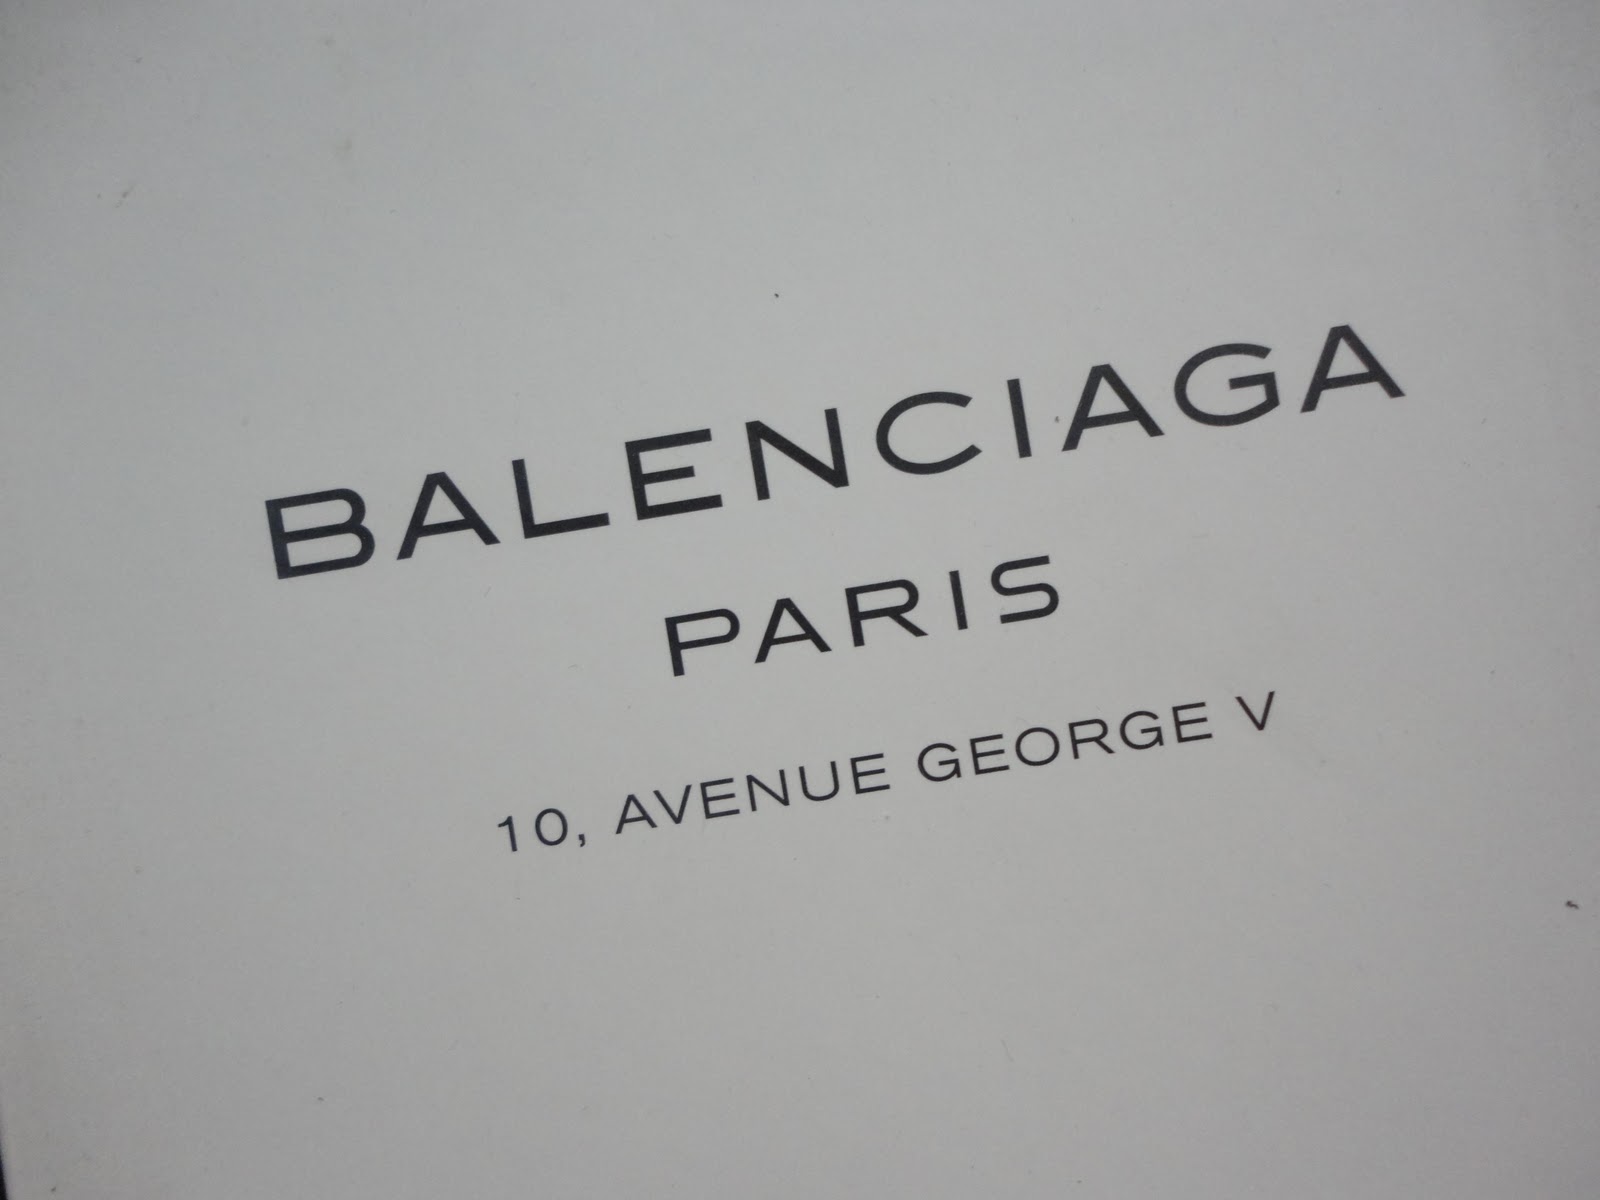 BALENCIAGA
PARIS
10, AVENUE GEORGE V